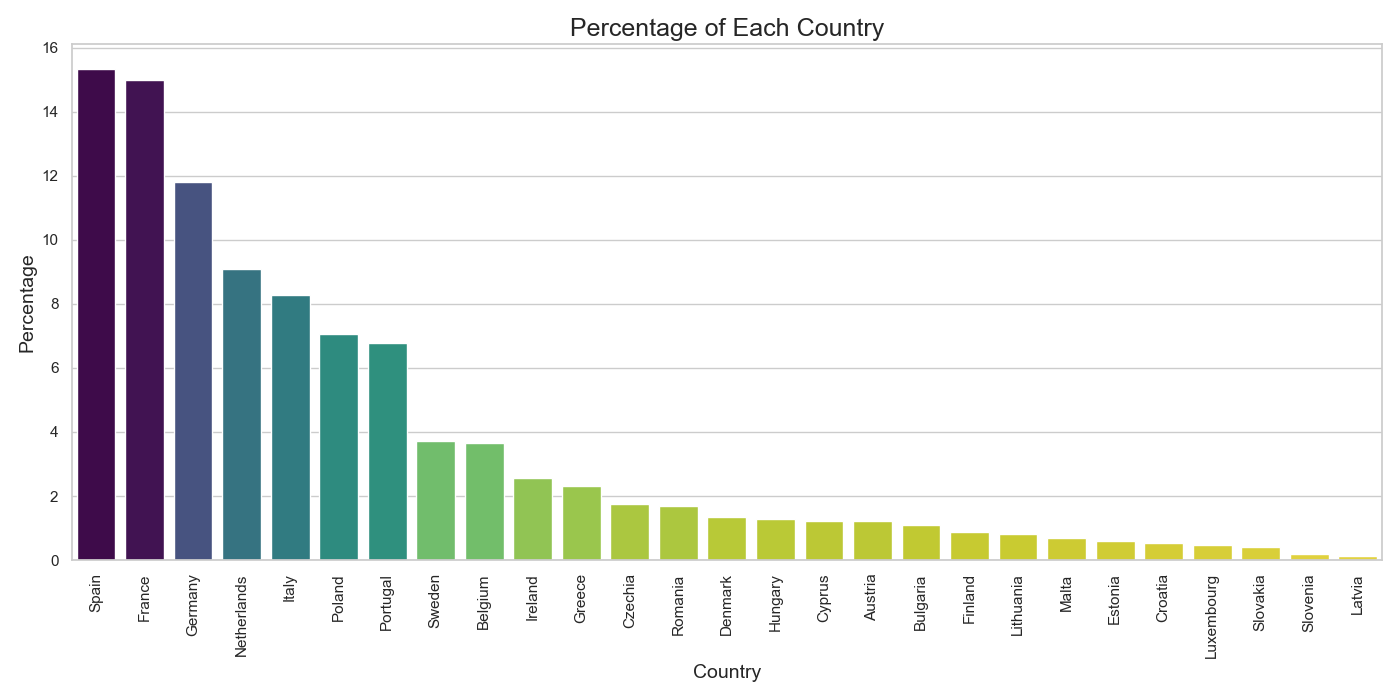 Percentage of Each Country
Percentage
16
14
12
10
8
6
4
2
0
Spain
France
Germany
Netherlands
Italy
Poland
Portugal
Sweden
Belgium
Ireland
Greece
Czechia
Romania
Denmark
Hungary
Cyprus
Austria
Bulgaria
Finland
Lithuania
Malta
Estonia
Croatia
Luxembourg
Slovakia
Slovenia
Latvia
Country